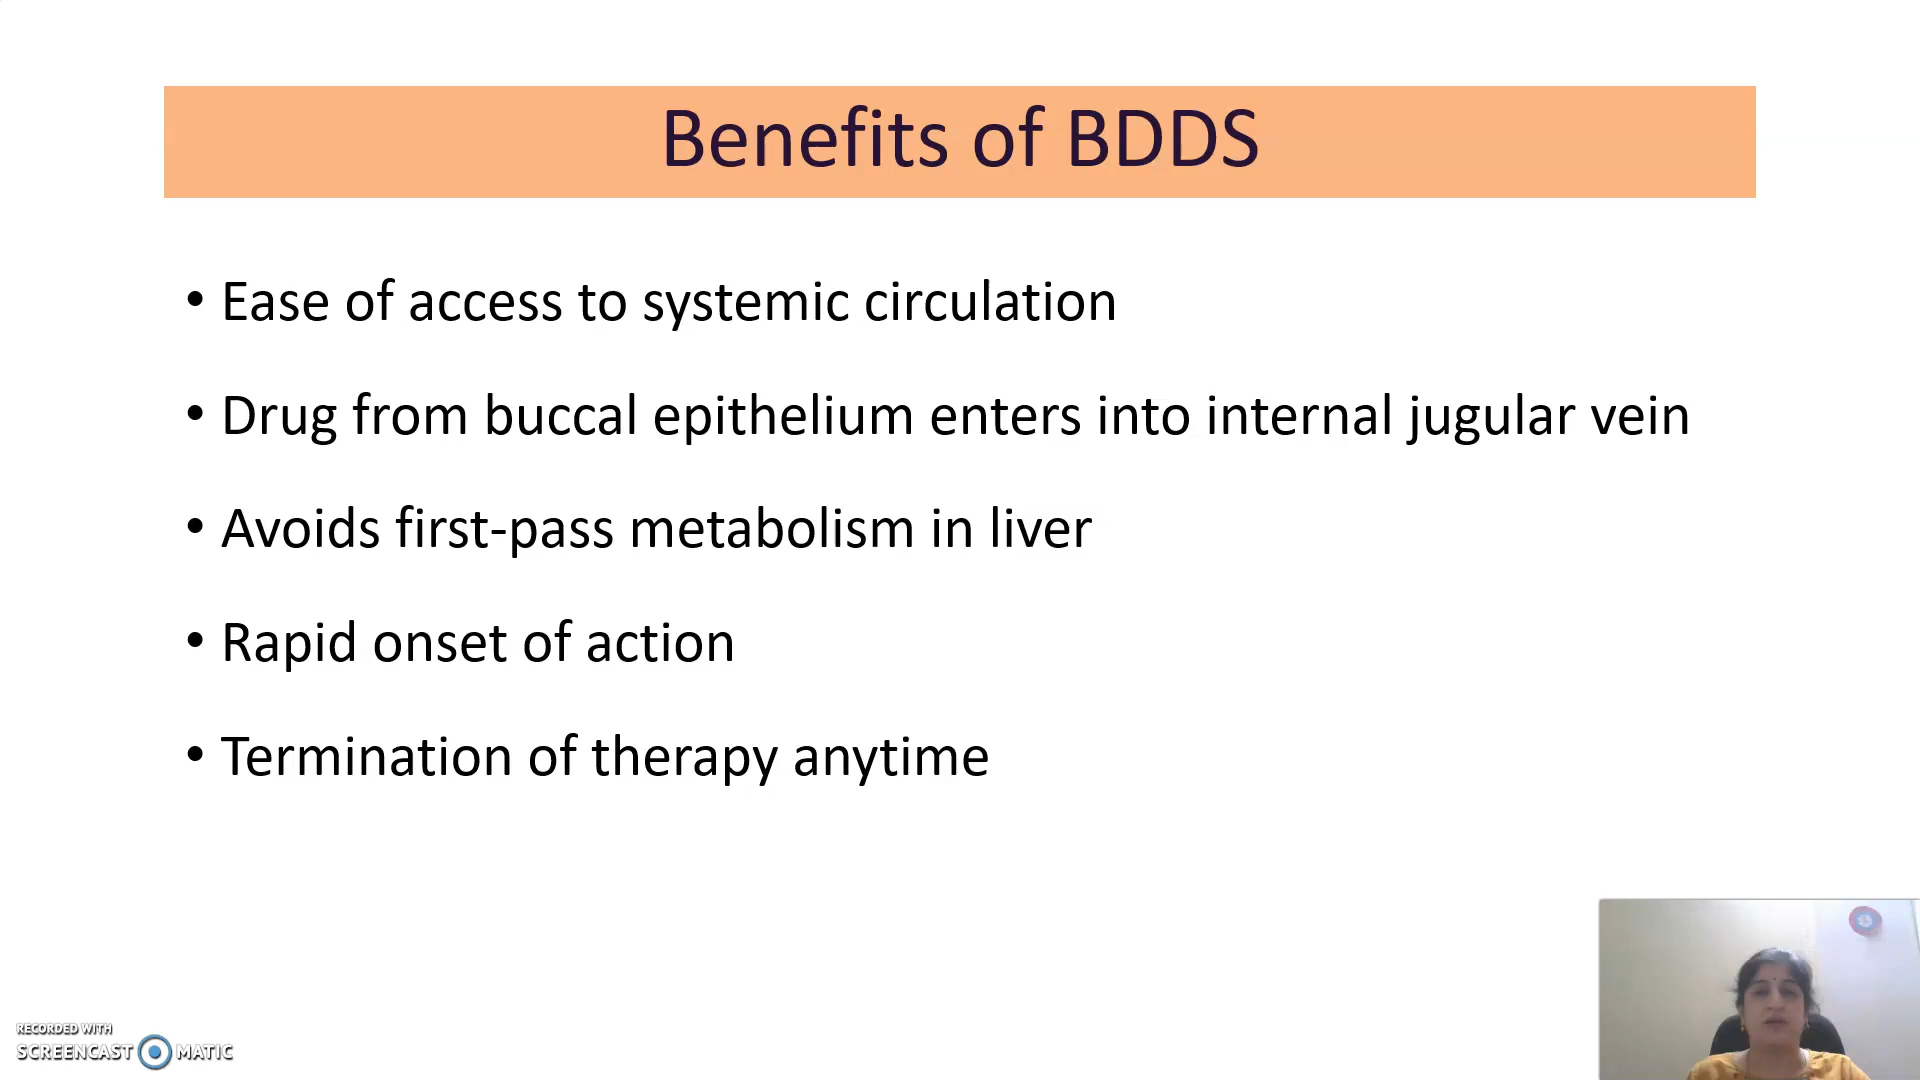 Benefits of BDDS
• Ease of access to systemic circulation
• Drug from buccal epithelium enters into internal jugular vein
• Avoids first-pass metabolism in liver
• Rapid onset of action
• Termination of therapy anytime
RECORDED WITH
SCREENCAST MATIC